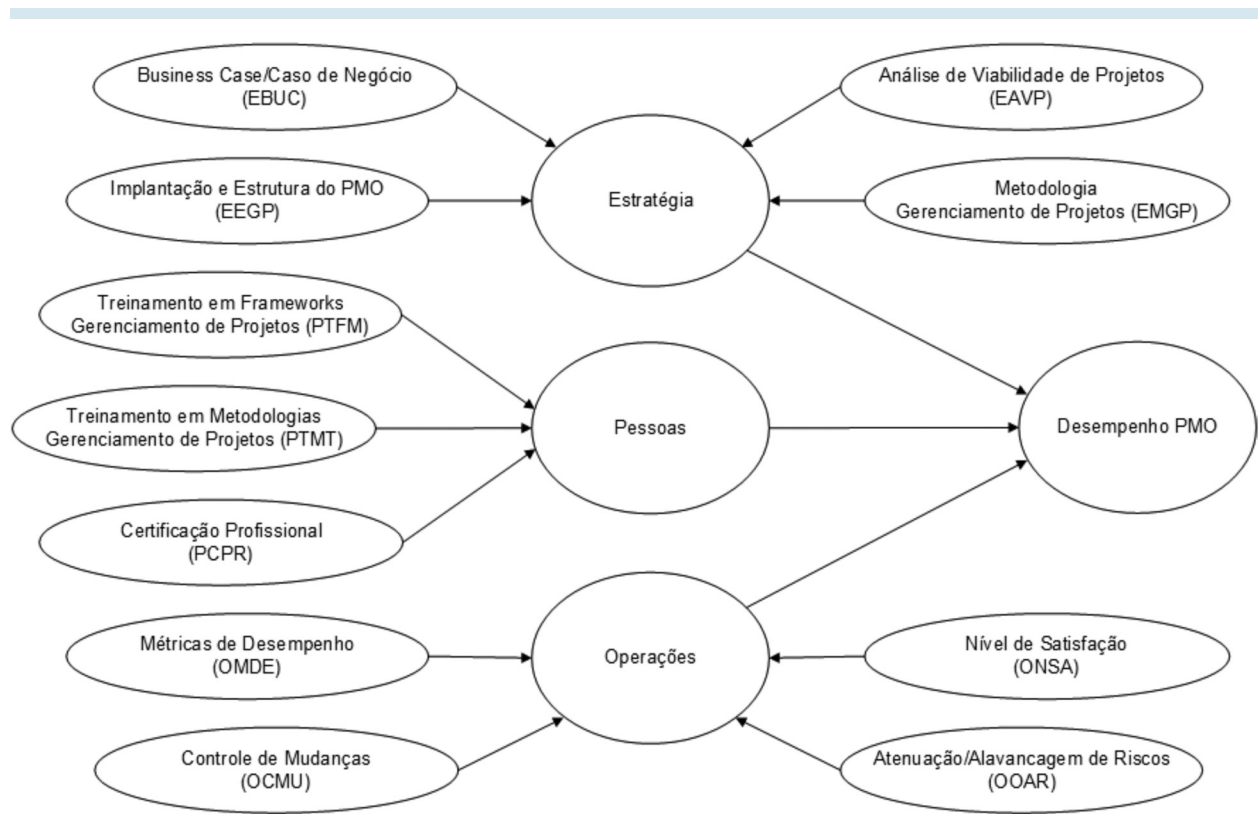 Business Case/Caso de Negócio
(EBUC)
Análise de Viabilidade de Projetos
(EAVP)
Implantação e Estrutura do PMO
(EEGP)
Estratégia
Metodologia
Gerenciamento de Projetos (EMGP)
Treinamento em Frameworks
Gerenciamento de Projetos (PTFM)
Treinamento em Metodologias
Gerenciamento de Projetos (PTMT)
Pessoas
Desempenho PMO
Certificação Profissional
(PCPR)
Métricas de Desempenho
(OMDE)
Operações
Nível de Satisfação
(ONSA)
Controle de Mudanças
(OCMU)
Atenuação/Alavancagem de Riscos
(OOAR)